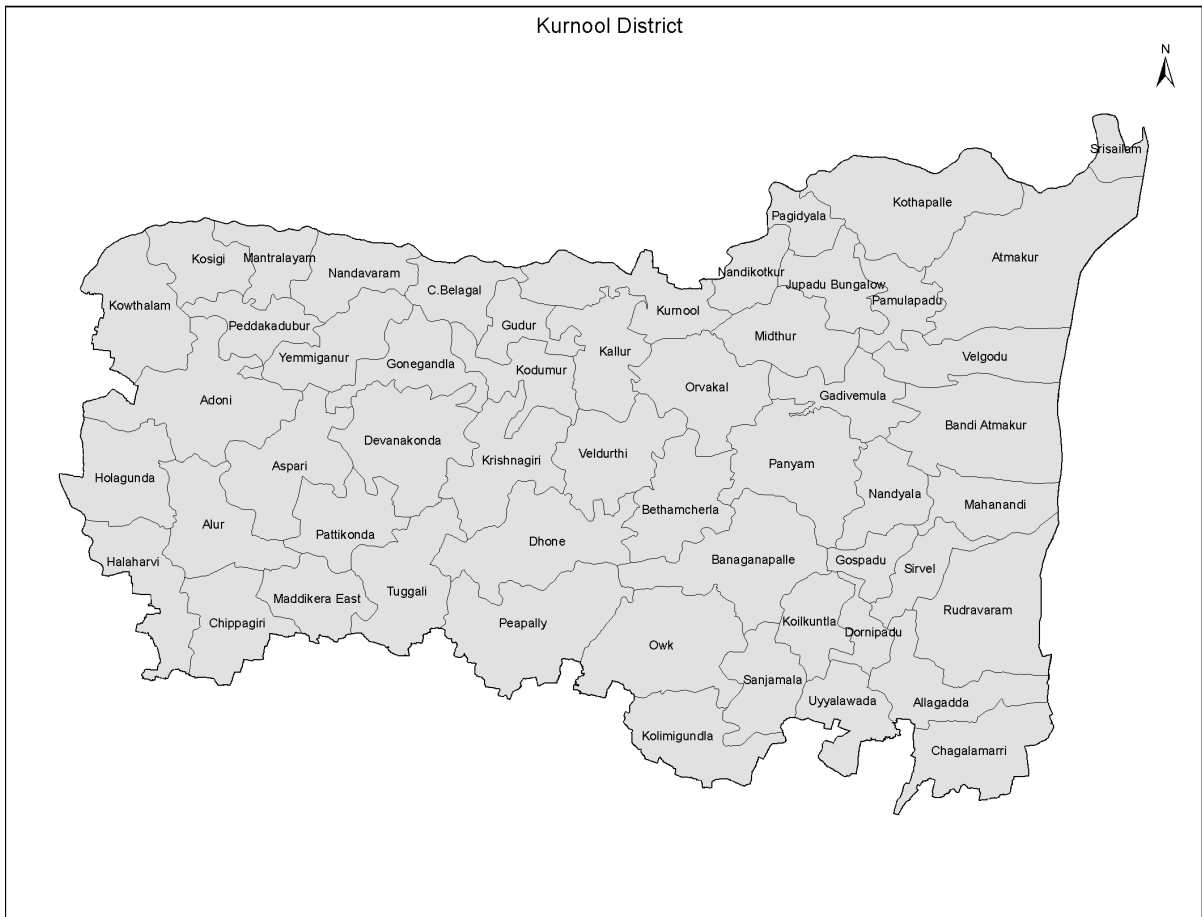 Kurnool District
N
Srisailam
Kothapalle
Pagidyala
Atmakur
Kosigi
Mantralayam
Nandavaram
Nandikotkur
Jupadu Bungalow
Pamulapadu
C.Belagal
Kowthalam
Kurnool
Peddakadubur
Gudur
Midthur
Yemmiganur
Gonegandla
Kallur
Velgodu
Kodumur
Orvakal
Gadivemula
Adoni
Bandi Atmakur
Devanakonda
Aspari
Krishnagiri
Veldurthi
Panyam
Holagunda
Nandyala
Mahanandi
Bethamcherla
Alur
Pattikonda
Dhone
Halaharvi
Banaganapalle
Gospadu
Sirvel
Tuggali
Maddikera East
Rudravaram
Chippagiri
Peapally
Koilkuntla
Dornipadu
Owk
Sanjamala
Uyyalawada
Allagadda
Kolimigundla
Chagalamarri